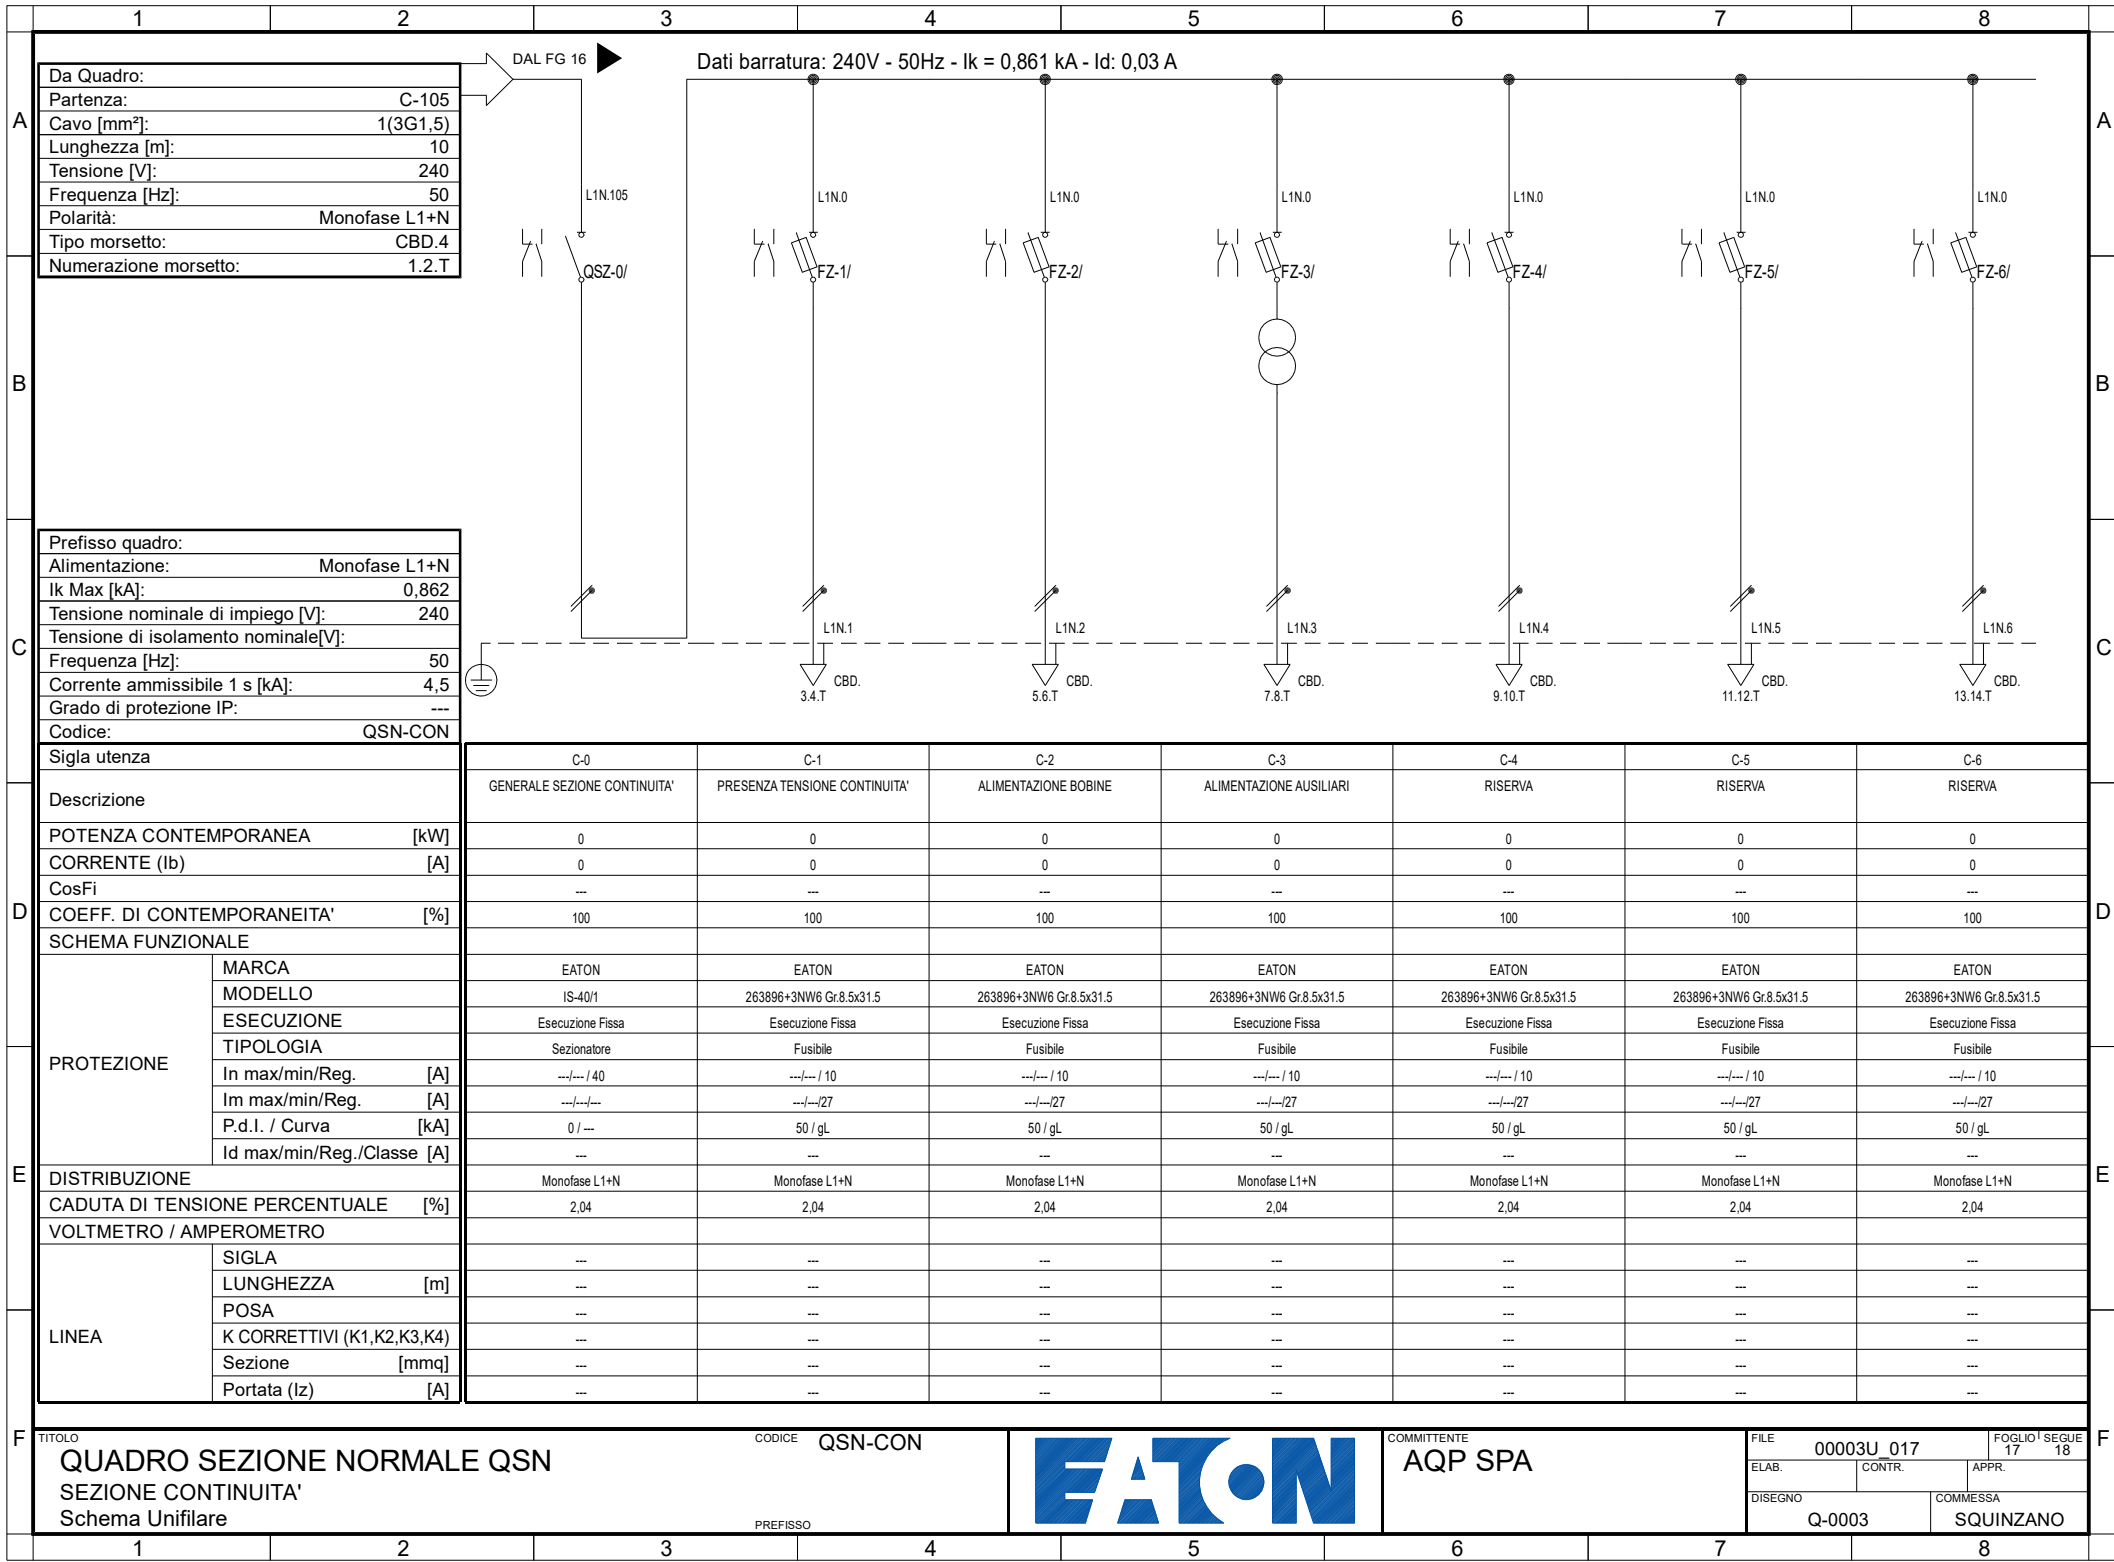 1 2 3 4 5 6 7 8
DAL FG 16
Dati barratura: 240V - 50Hz - Ik = 0,861 kA - Id: 0,03 A
Da Quadro:
Partenza: C-105
Cavo [mm²]: 1(3G1,5)
Lunghezza [m]: 10
Tensione [V]: 240
Frequenza [Hz]: 50
Polarità: Monofase L1+N
Tipo morsetto: CBD.4
Numerazione morsetto: 1.2.T
A A
L1N.105 L1N.0 L1N.0 L1N.0 L1N.0 L1N.0 L1N.0
QSZ-0/ FZ-1/ FZ-2/ FZ-3/ FZ-4/ FZ-5/ FZ-6/
B B
Prefisso quadro:
Alimentazione: Monofase L1+N
Ik Max [kA]: 0,862
Tensione nominale di impiego [V]: 240
Tensione di isolamento nominale[V]:
Frequenza [Hz]: 50
Corrente ammissibile 1 s [kA]: 4,5
Grado di protezione IP: ---
Codice: QSN-CON
C C
L1N.1 L1N.2 L1N.3 L1N.4 L1N.5 L1N.6
CBD. CBD. CBD. CBD. CBD. CBD.
3.4.T 5.6.T 7.8.T 9.10.T 11.12.T 13.14.T
Sigla utenza C-0 C-1 C-2 C-3 C-4 C-5 C-6
Descrizione GENERALE SEZIONE CONTINUITA' PRESENZA TENSIONE CONTINUITA' ALIMENTAZIONE BOBINE ALIMENTAZIONE AUSILIARI RISERVA RISERVA RISERVA
POTENZA CONTEMPORANEA [kW] 0 0 0 0 0 0 0
CORRENTE (Ib) [A] 0 0 0 0 0 0 0
CosFi --- --- --- --- --- --- ---
D D
COEFF. DI CONTEMPORANEITA' [%] 100 100 100 100 100 100 100
SCHEMA FUNZIONALE
PROTEZIONE
MARCA EATON EATON EATON EATON EATON EATON EATON
MODELLO IS-40/1 263896+3NW6 Gr.8.5x31.5 263896+3NW6 Gr.8.5x31.5 263896+3NW6 Gr.8.5x31.5 263896+3NW6 Gr.8.5x31.5 263896+3NW6 Gr.8.5x31.5 263896+3NW6 Gr.8.5x31.5
ESECUZIONE Esecuzione Fissa Esecuzione Fissa Esecuzione Fissa Esecuzione Fissa Esecuzione Fissa Esecuzione Fissa Esecuzione Fissa
TIPOLOGIA Sezionatore Fusibile Fusibile Fusibile Fusibile Fusibile Fusibile
In max/min/Reg. [A] ---/--- / 40 ---/--- / 10 ---/--- / 10 ---/--- / 10 ---/--- / 10 ---/--- / 10 ---/--- / 10
Im max/min/Reg. [A] ---/---/--- ---/---/27 ---/---/27 ---/---/27 ---/---/27 ---/---/27 ---/---/27
P.d.I. / Curva [kA] 0 / --- 50 / gL 50 / gL 50 / gL 50 / gL 50 / gL 50 / gL
Id max/min/Reg./Classe [A] --- --- --- --- --- --- ---
E E
DISTRIBUZIONE Monofase L1+N Monofase L1+N Monofase L1+N Monofase L1+N Monofase L1+N Monofase L1+N Monofase L1+N
CADUTA DI TENSIONE PERCENTUALE [%] 2,04 2,04 2,04 2,04 2,04 2,04 2,04
VOLTMETRO / AMPEROMETRO
LINEA
SIGLA --- --- --- --- --- --- ---
LUNGHEZZA [m] --- --- --- --- --- --- ---
POSA --- --- --- --- --- --- ---
K CORRETTIVI (K1,K2,K3,K4) --- --- --- --- --- --- ---
Sezione [mmq] --- --- --- --- --- --- ---
Portata (Iz) [A] --- --- --- --- --- --- ---
F F
TITOLO
QUADRO SEZIONE NORMALE QSN
SEZIONE CONTINUITA'
Schema Unifilare
CODICE QSN-CON
PREFISSO
EATON
COMMITTENTE
AQP SPA
FILE 00003U_017
FOGLIO 17 SEGUE 18
ELAB. CONTR. APPR.
DISEGNO Q-0003
COMMESSA SQUINZANO
1 2 3 4 5 6 7 8